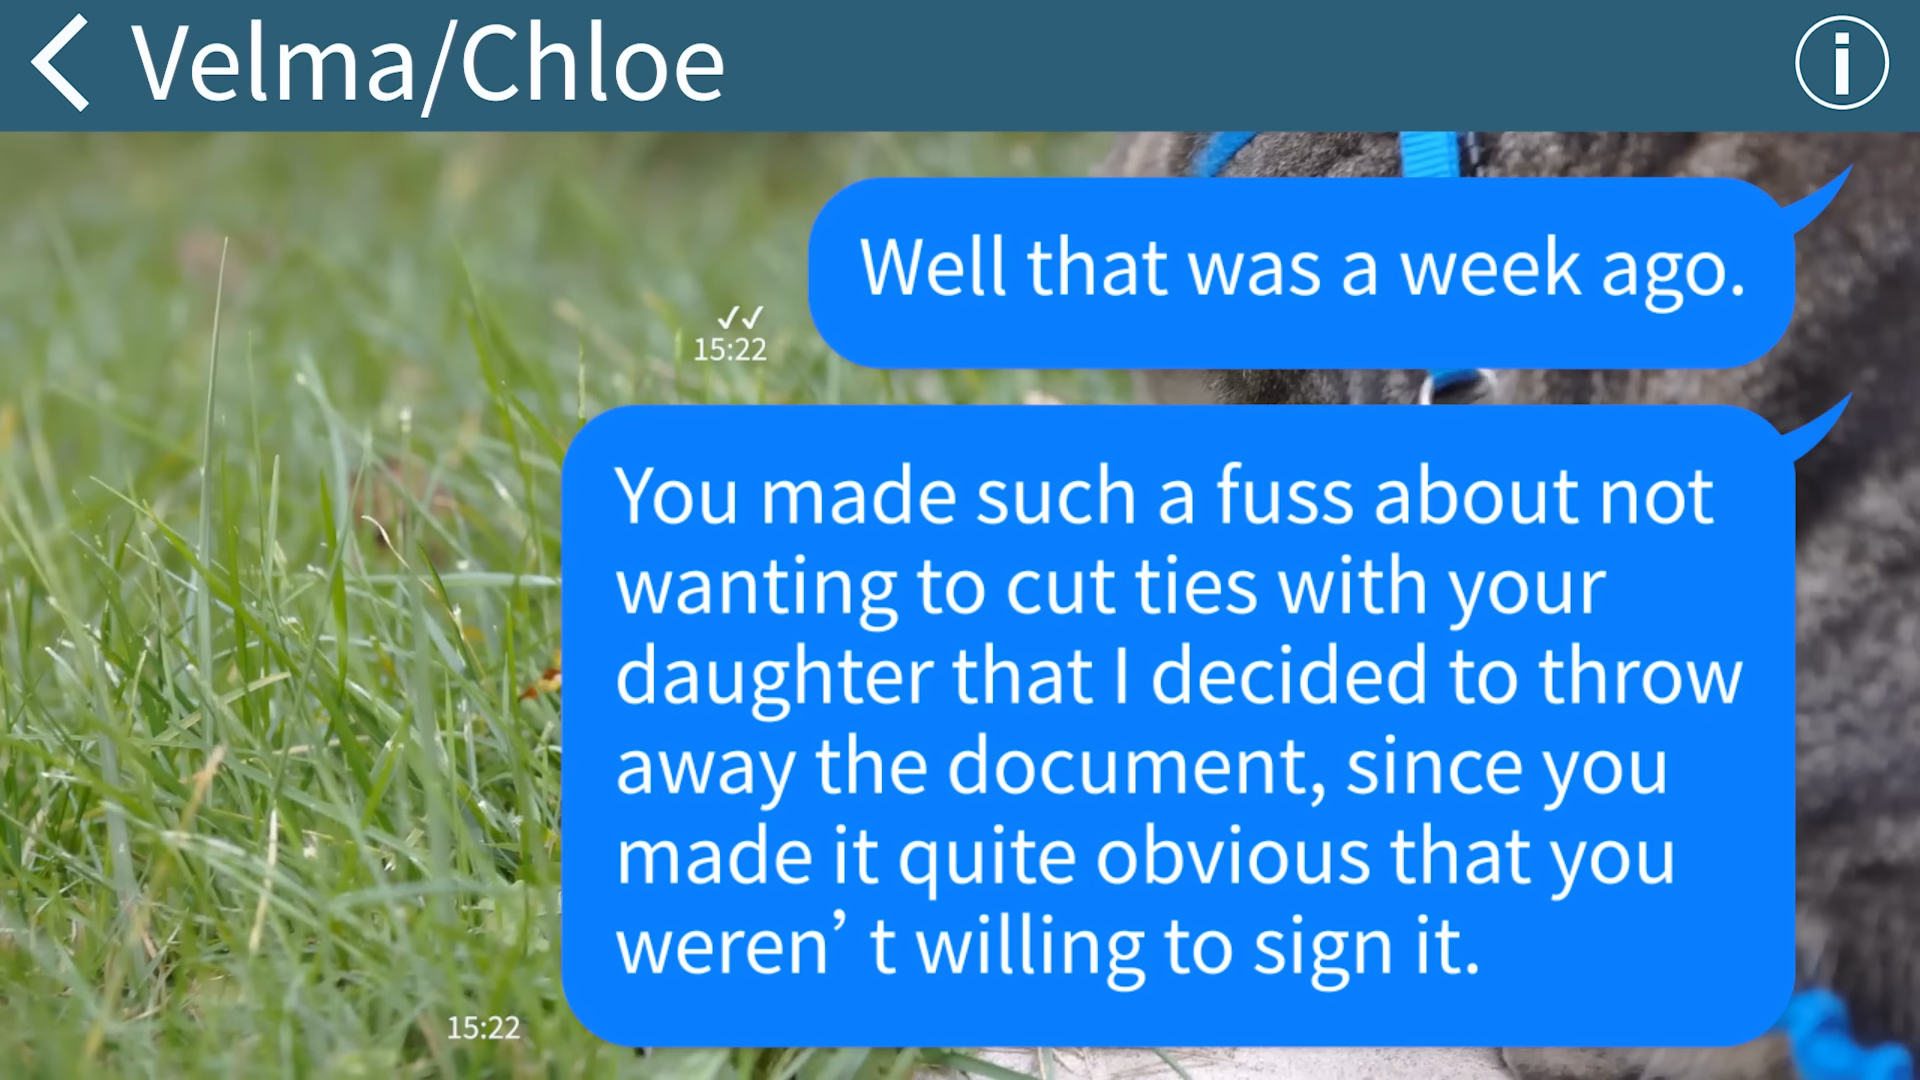 Velma/Chloe
Well that was a week ago.
✓✓
15:22
You made such a fuss about not
wanting to cut ties with your
daughter that I decided to throw
away the document, since you
made it quite obvious that you
weren’ t willing to sign it.
15:22